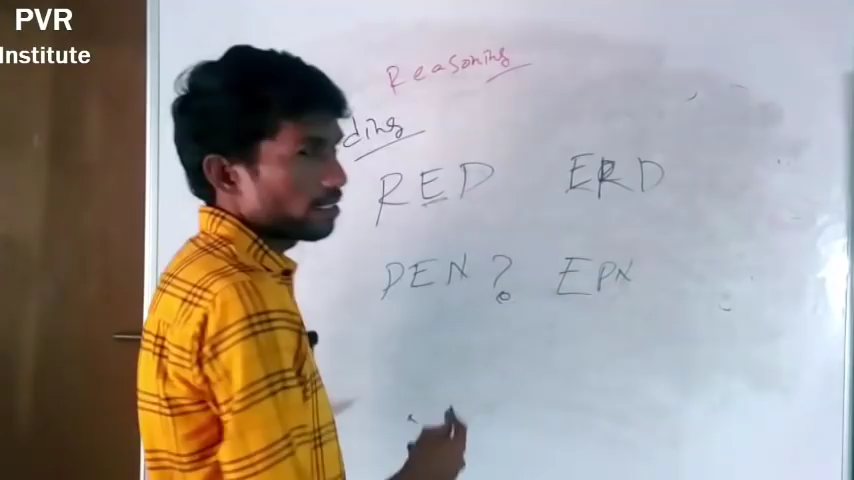 PVR
Institute
Reasoning
ding
RED ERD
PEN ? EPN